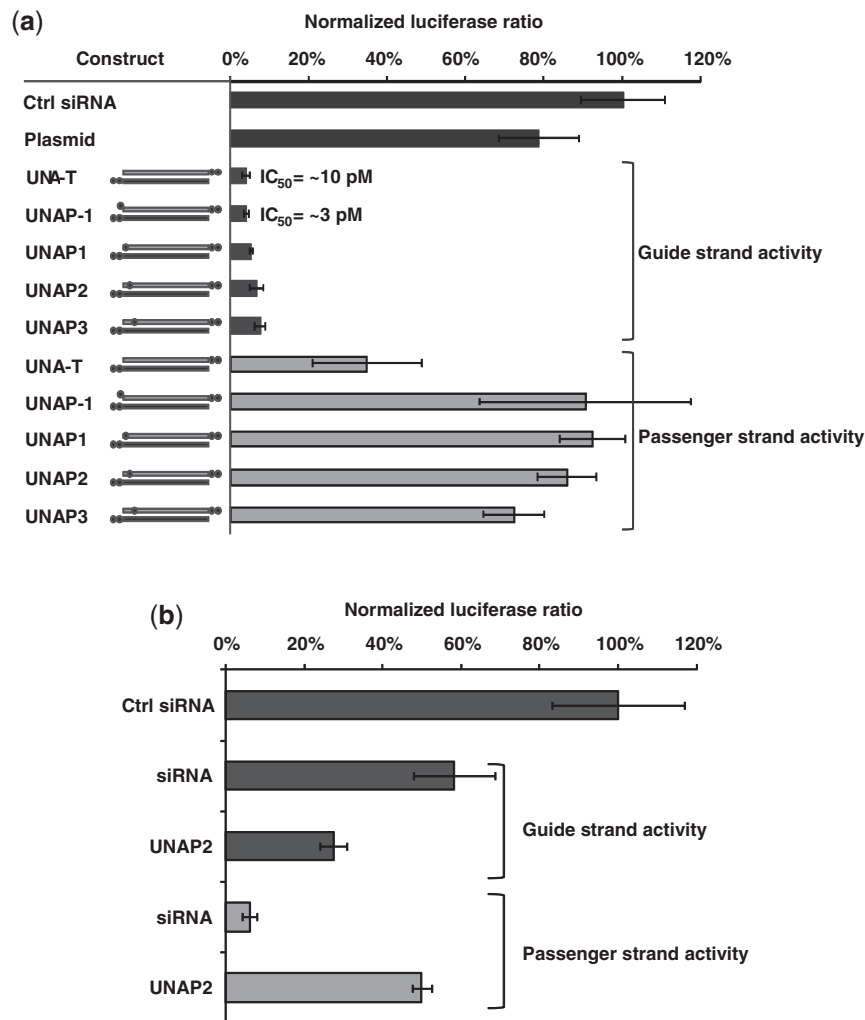 (a)
Normalized luciferase ratio
Construct
0% 20% 40% 60% 80% 100% 120%
Ctrl siRNA
Plasmid
UNA-T IC50= ~10 pM
UNAP-1 IC50= ~3 pM
UNAP1
Guide strand activity
UNAP2
UNAP3
UNA-T
UNAP-1
UNAP1
Passenger strand activity
UNAP2
UNAP3
(b)
Normalized luciferase ratio
0% 20% 40% 60% 80% 100% 120%
Ctrl siRNA
siRNA
Guide strand activity
UNAP2
siRNA
Passenger strand activity
UNAP2